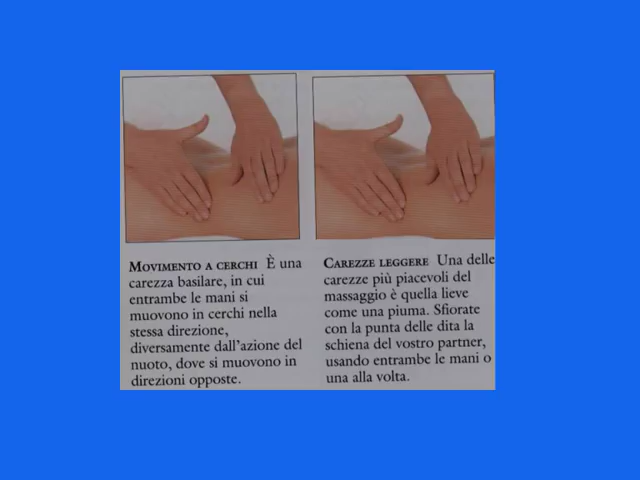 MOVIMENTO A CERCHI È una
carezza basilare, in cui
entrambe le mani si
muovono in cerchi nella
stessa direzione,
diversamente dall'azione del
nuoto, dove si muovono in
direzioni opposte.
CAREZZE LEGGERE Una delle
carezze più piacevoli del
massaggio è quella lieve
come una piuma. Sfiorate
con la punta delle dita la
schiena del vostro partner,
usando entrambe le mani o
una alla volta.